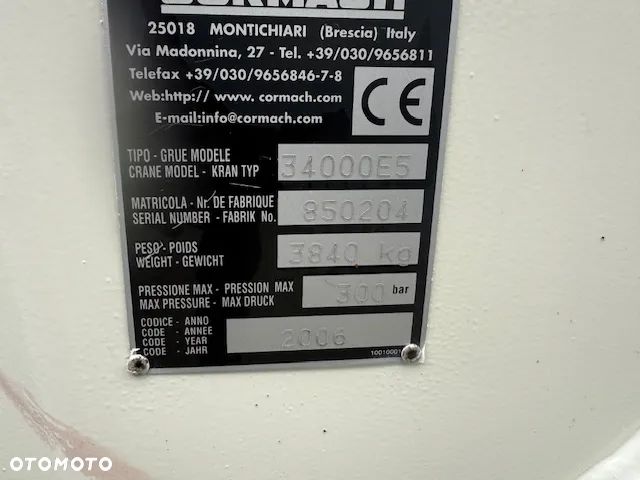 CORMACH
25018 MONTICHIARI (Brescia) Italy
Via Madonnina, 27 - Tel. +39/030/9656811
Telefax +39/030/9656846-7-8
Web:http:// www. cormach.com
E-mail:info@cormach.com
CE
TIPO - GRUE MODELE
CRANE MODEL - KRAN TYP
34000E5
MATRICOLA - Nr. DE FABRIQUE
SERIAL NUMBER - FABRIK No.
850204
PESO - POIDS
WEIGHT - GEWICHT
3840 kg
PRESSIONE MAX - PRESSION MAX
MAX PRESSURE - MAX DRUCK
300 bar
CODICE - ANNO
CODE - ANNEE
CODE - YEAR
CODE - JAHR
2006
OTOMOTO